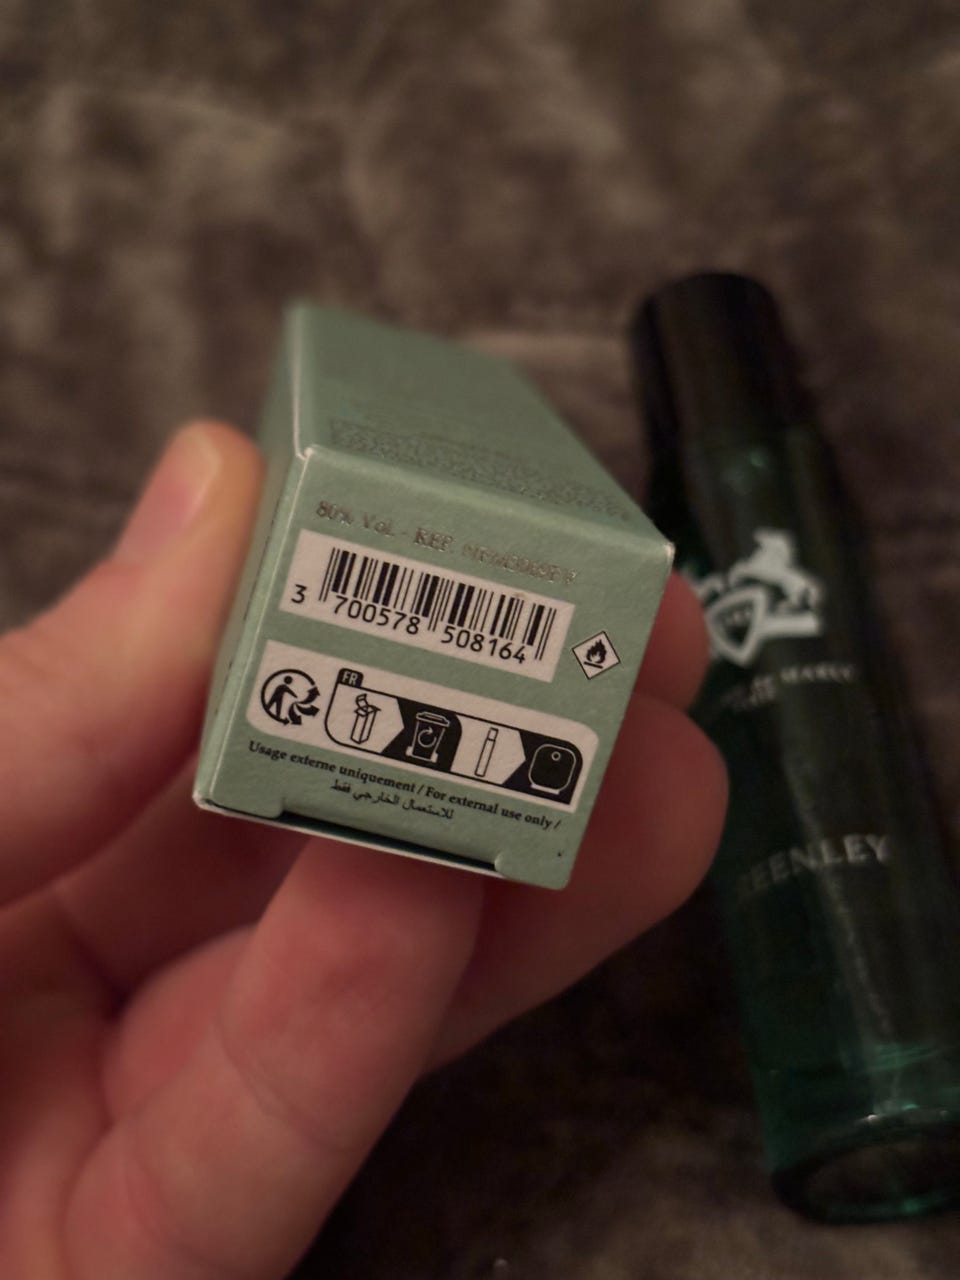 80% Vol - REF.
3 700578 508164
FR
Usage externe uniquement / For external use only /
للاستعمال الخارجي فقط
EENLEY